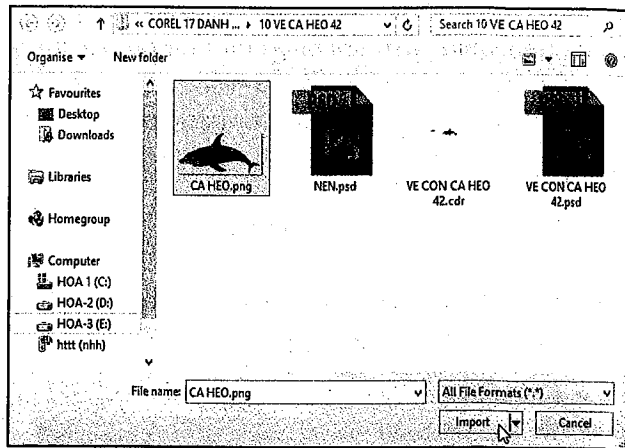 « COREL 17 DANH ... ▸ 10 VE CA HEO 42
Search 10 VE CA HEO 42
Organise ▾
New folder
Favourites
Desktop
Downloads
Libraries
Homegroup
Computer
HOA 1 (C:)
HOA-2 (D:)
HOA-3 (E:)
httt (nhh)
CA HEO.png
NEN.psd
VE CON CA HEO
42.cdr
VE CON CA HEO
42.psd
File name: CA HEO.png
All File Formats (*.*)
Import
Cancel